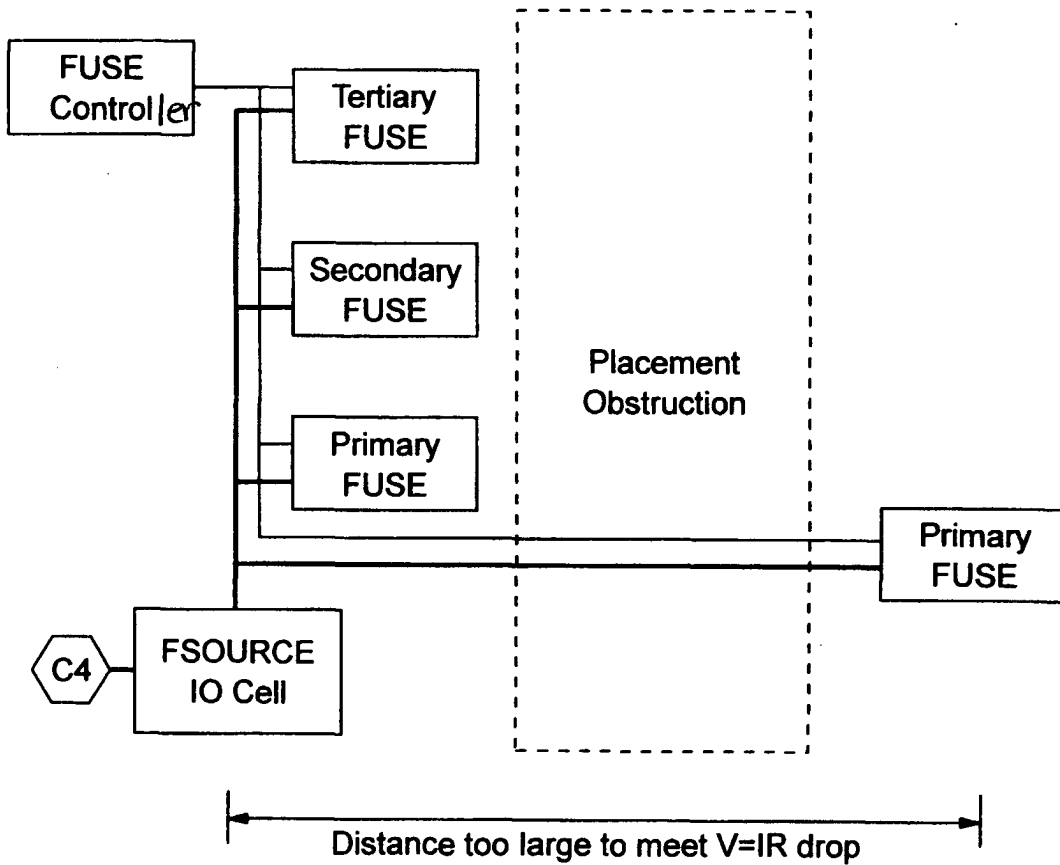 FUSE
Controller
Tertiary
FUSE
Secondary
FUSE
Placement
Obstruction
Primary
FUSE
Primary
FUSE
C4
FSOURCE
IO Cell
Distance too large to meet V=IR drop